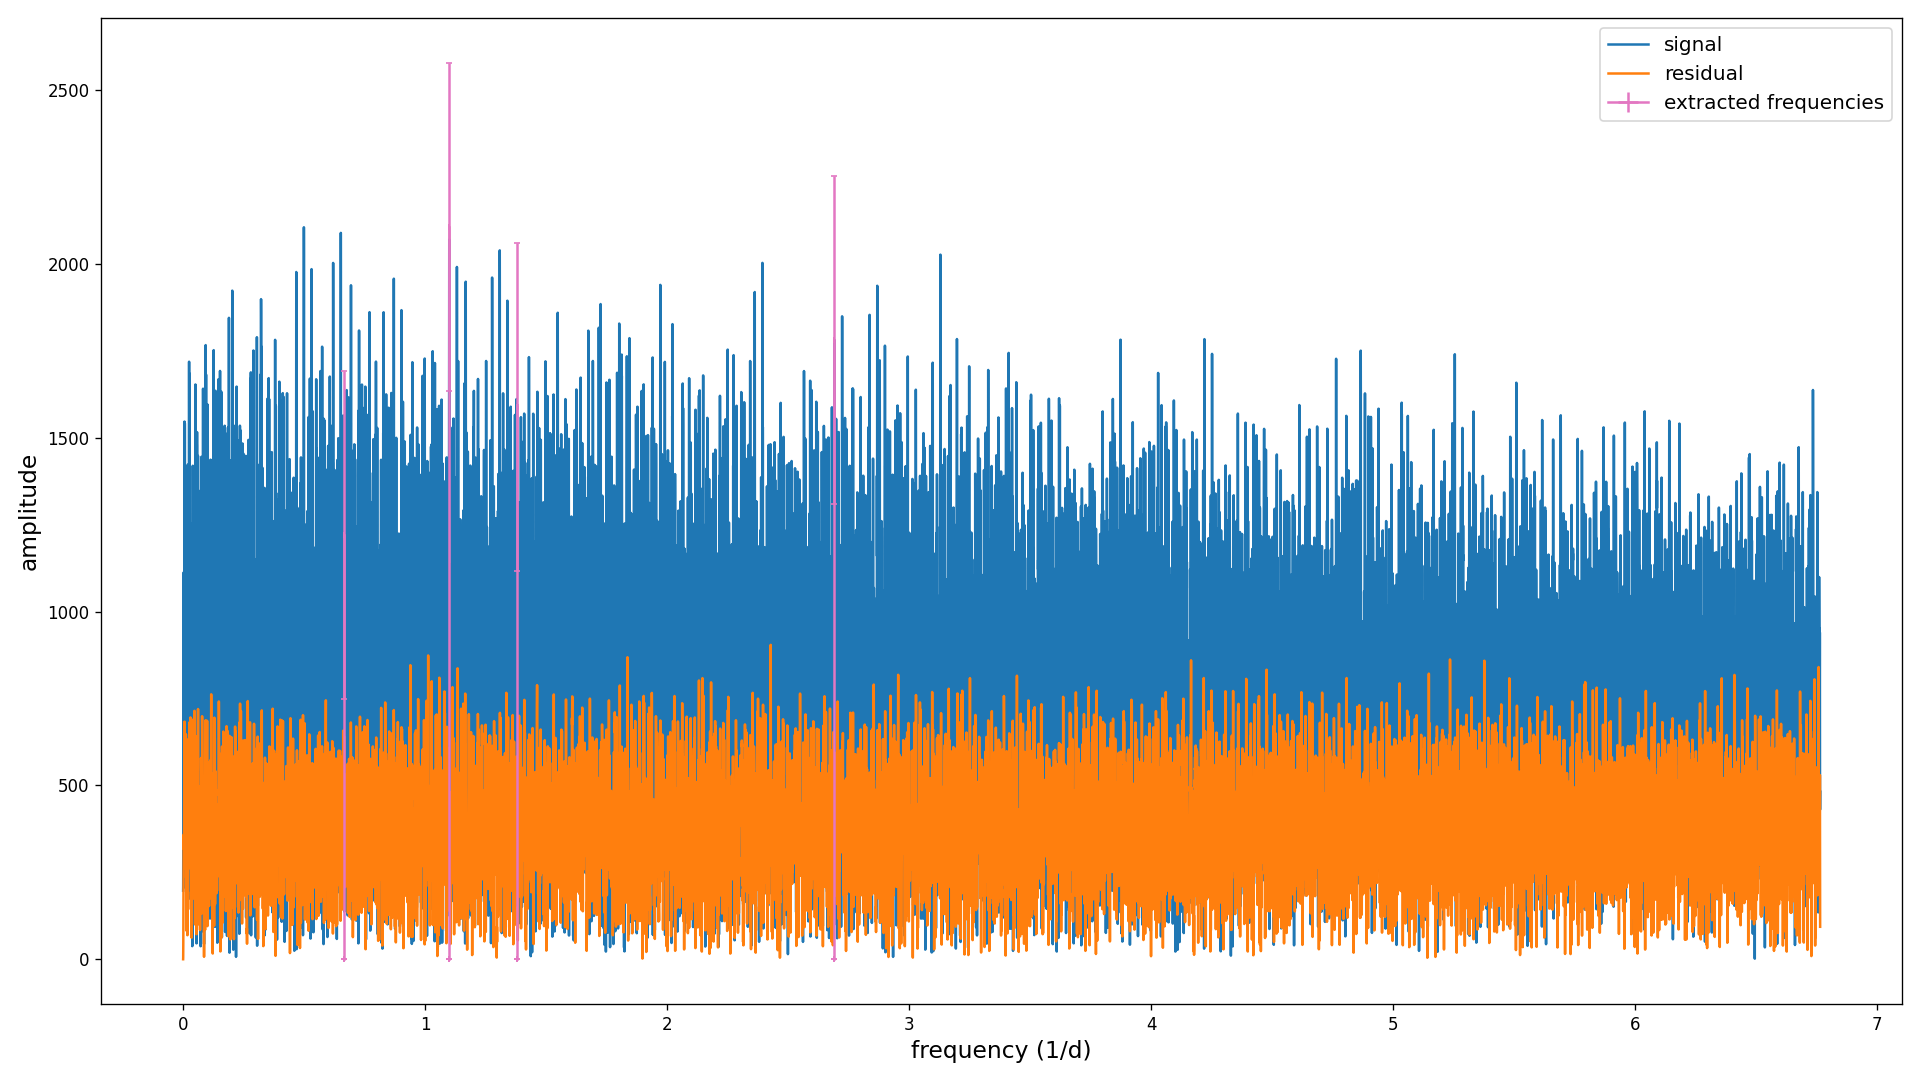 signal
residual
extracted frequencies
2500
2000
1500
1000
500
0
amplitude
0 1 2 3 4 5 6 7
frequency (1/d)